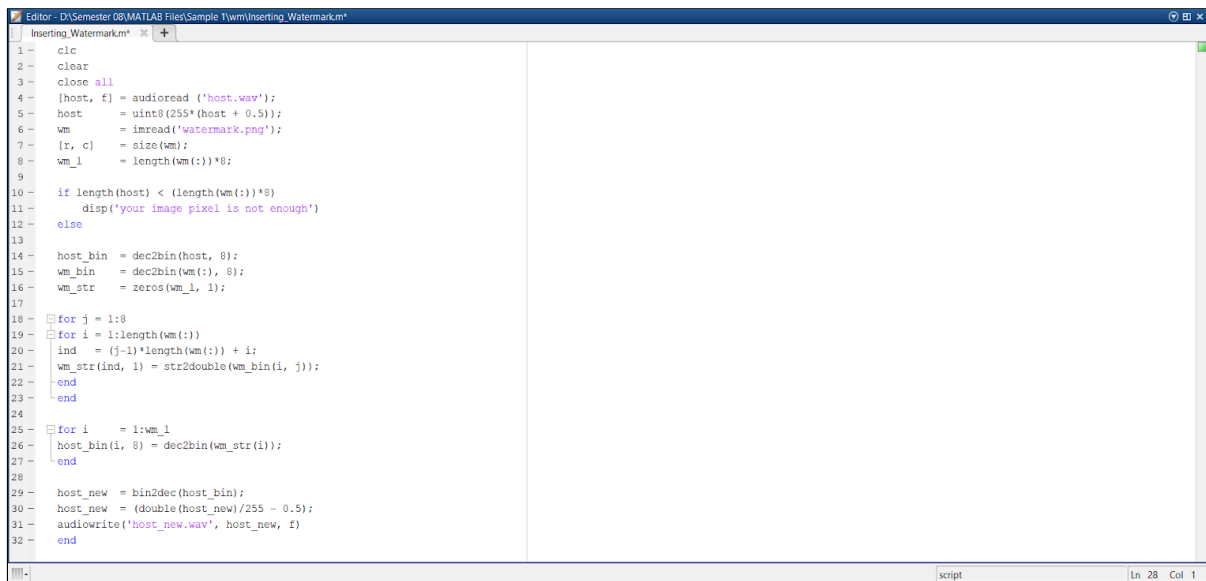 Editor - D:\Semester 08\MATLAB Files\Sample 1\wm\Inserting_Watermark.m*
Inserting_Watermark.m* × +
1 - clc
2 - clear
3 - close all
4 - [host, f] = audioread ('host.wav');
5 - host      = uint8(255*(host + 0.5));
6 - wm        = imread('watermark.png');
7 - [r, c]    = size(wm);
8 - wm_l      = length(wm(:))*8;
9
10 - if length(host) < (length(wm(:))*8)
11 -     disp('your image pixel is not enough')
12 - else
13
14 - host_bin  = dec2bin(host, 8);
15 - wm_bin    = dec2bin(wm(:), 8);
16 - wm_str    = zeros(wm_l, 1);
17
18 - for j = 1:8
19 - for i = 1:length(wm(:))
20 - ind   = (j-1)*length(wm(:)) + i;
21 - wm_str(ind, 1) = str2double(wm_bin(i, j));
22 - end
23 - end
24
25 - for i     = 1:wm_l
26 - host_bin(i, 8) = dec2bin(wm_str(i));
27 - end
28
29 - host_new  = bin2dec(host_bin);
30 - host_new  = (double(host_new)/255 - 0.5);
31 - audiowrite('host_new.wav', host_new, f)
32 - end
script Ln 28 Col 1